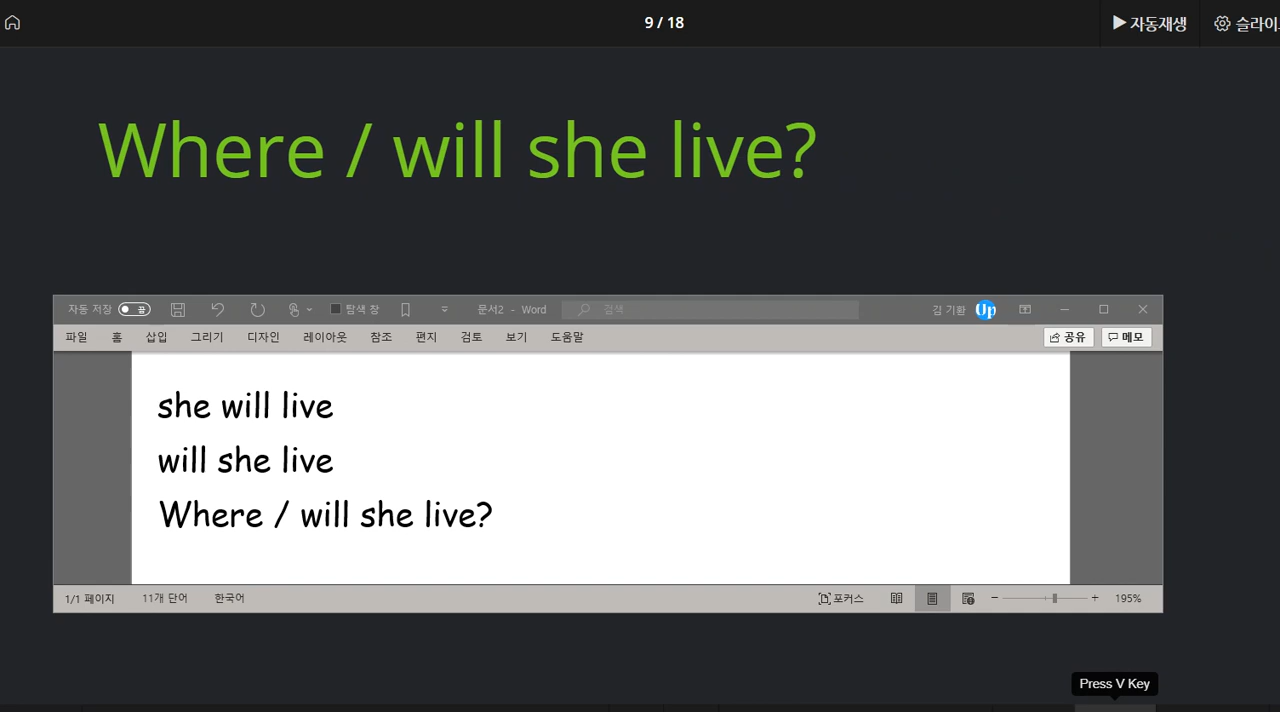 9 / 18
자동재생
슬라이
Where / will she live?
자동 저장
끔
탐색 창
문서2 - Word
검색
김 기환
Up
파일 홈 삽입 그리기 디자인 레이아웃 참조 편지 검토 보기 도움말
공유
메모
she will live
will she live
Where / will she live?
1/1 페이지
11개 단어
한국어
포커스
195%
Press V Key